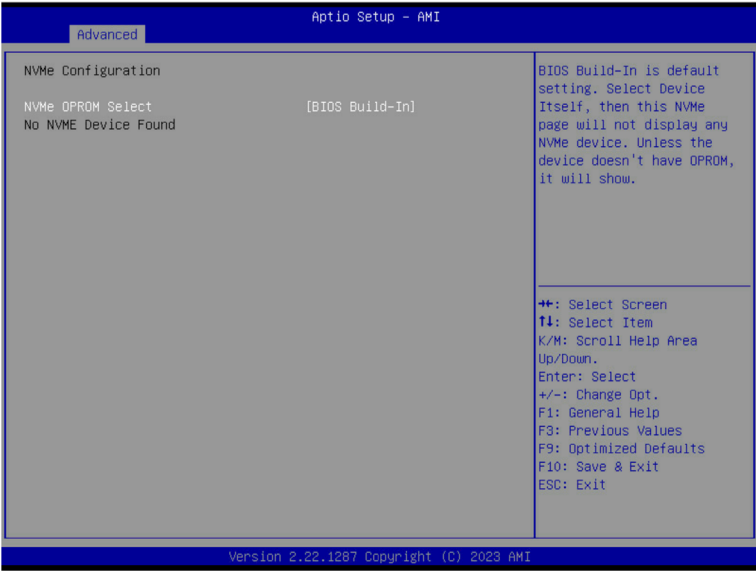 Aptio Setup - AMI
Advanced
NVMe Configuration
NVMe OPROM Select [BIOS Build-In]
No NVME Device Found
BIOS Build-In is default
setting. Select Device
Itself, then this NVMe
page will not display any
NVMe device. Unless the
device doesn't have OPROM,
it will show.
→←: Select Screen
↑↓: Select Item
K/M: Scroll Help Area
Up/Down.
Enter: Select
+/-: Change Opt.
F1: General Help
F3: Previous Values
F9: Optimized Defaults
F10: Save & Exit
ESC: Exit
Version 2.22.1287 Copyright (C) 2023 AMI